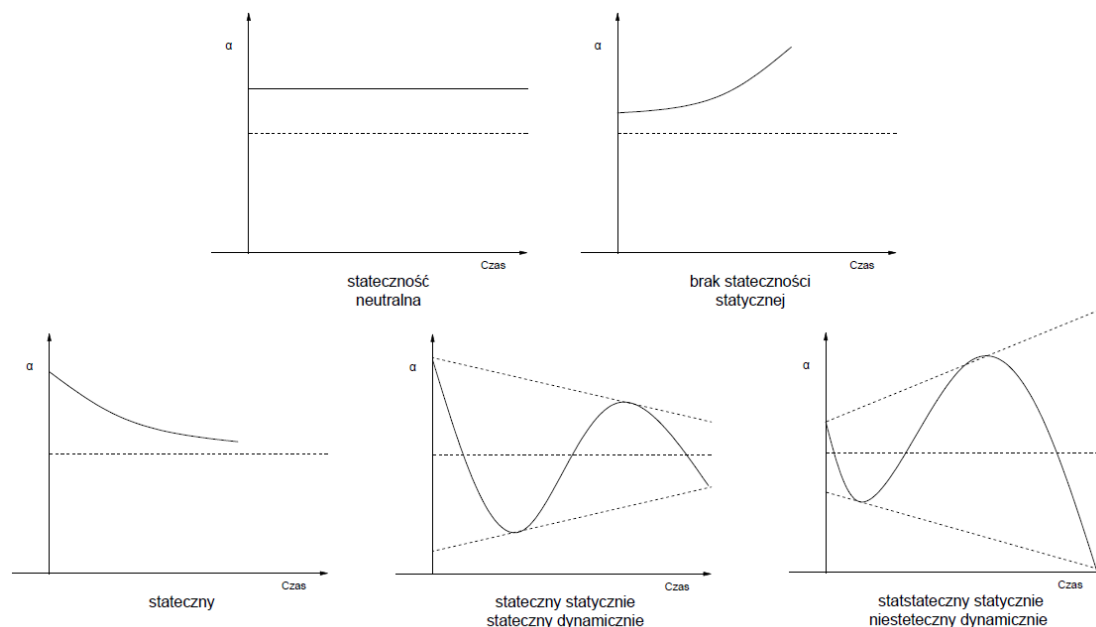 α
Czas
stateczność
neutralna
α
Czas
brak stateczności
statycznej
α
Czas
stateczny
α
Czas
stateczny statycznie
stateczny dynamicznie
α
Czas
statstateczny statycznie
niesteteczny dynamicznie